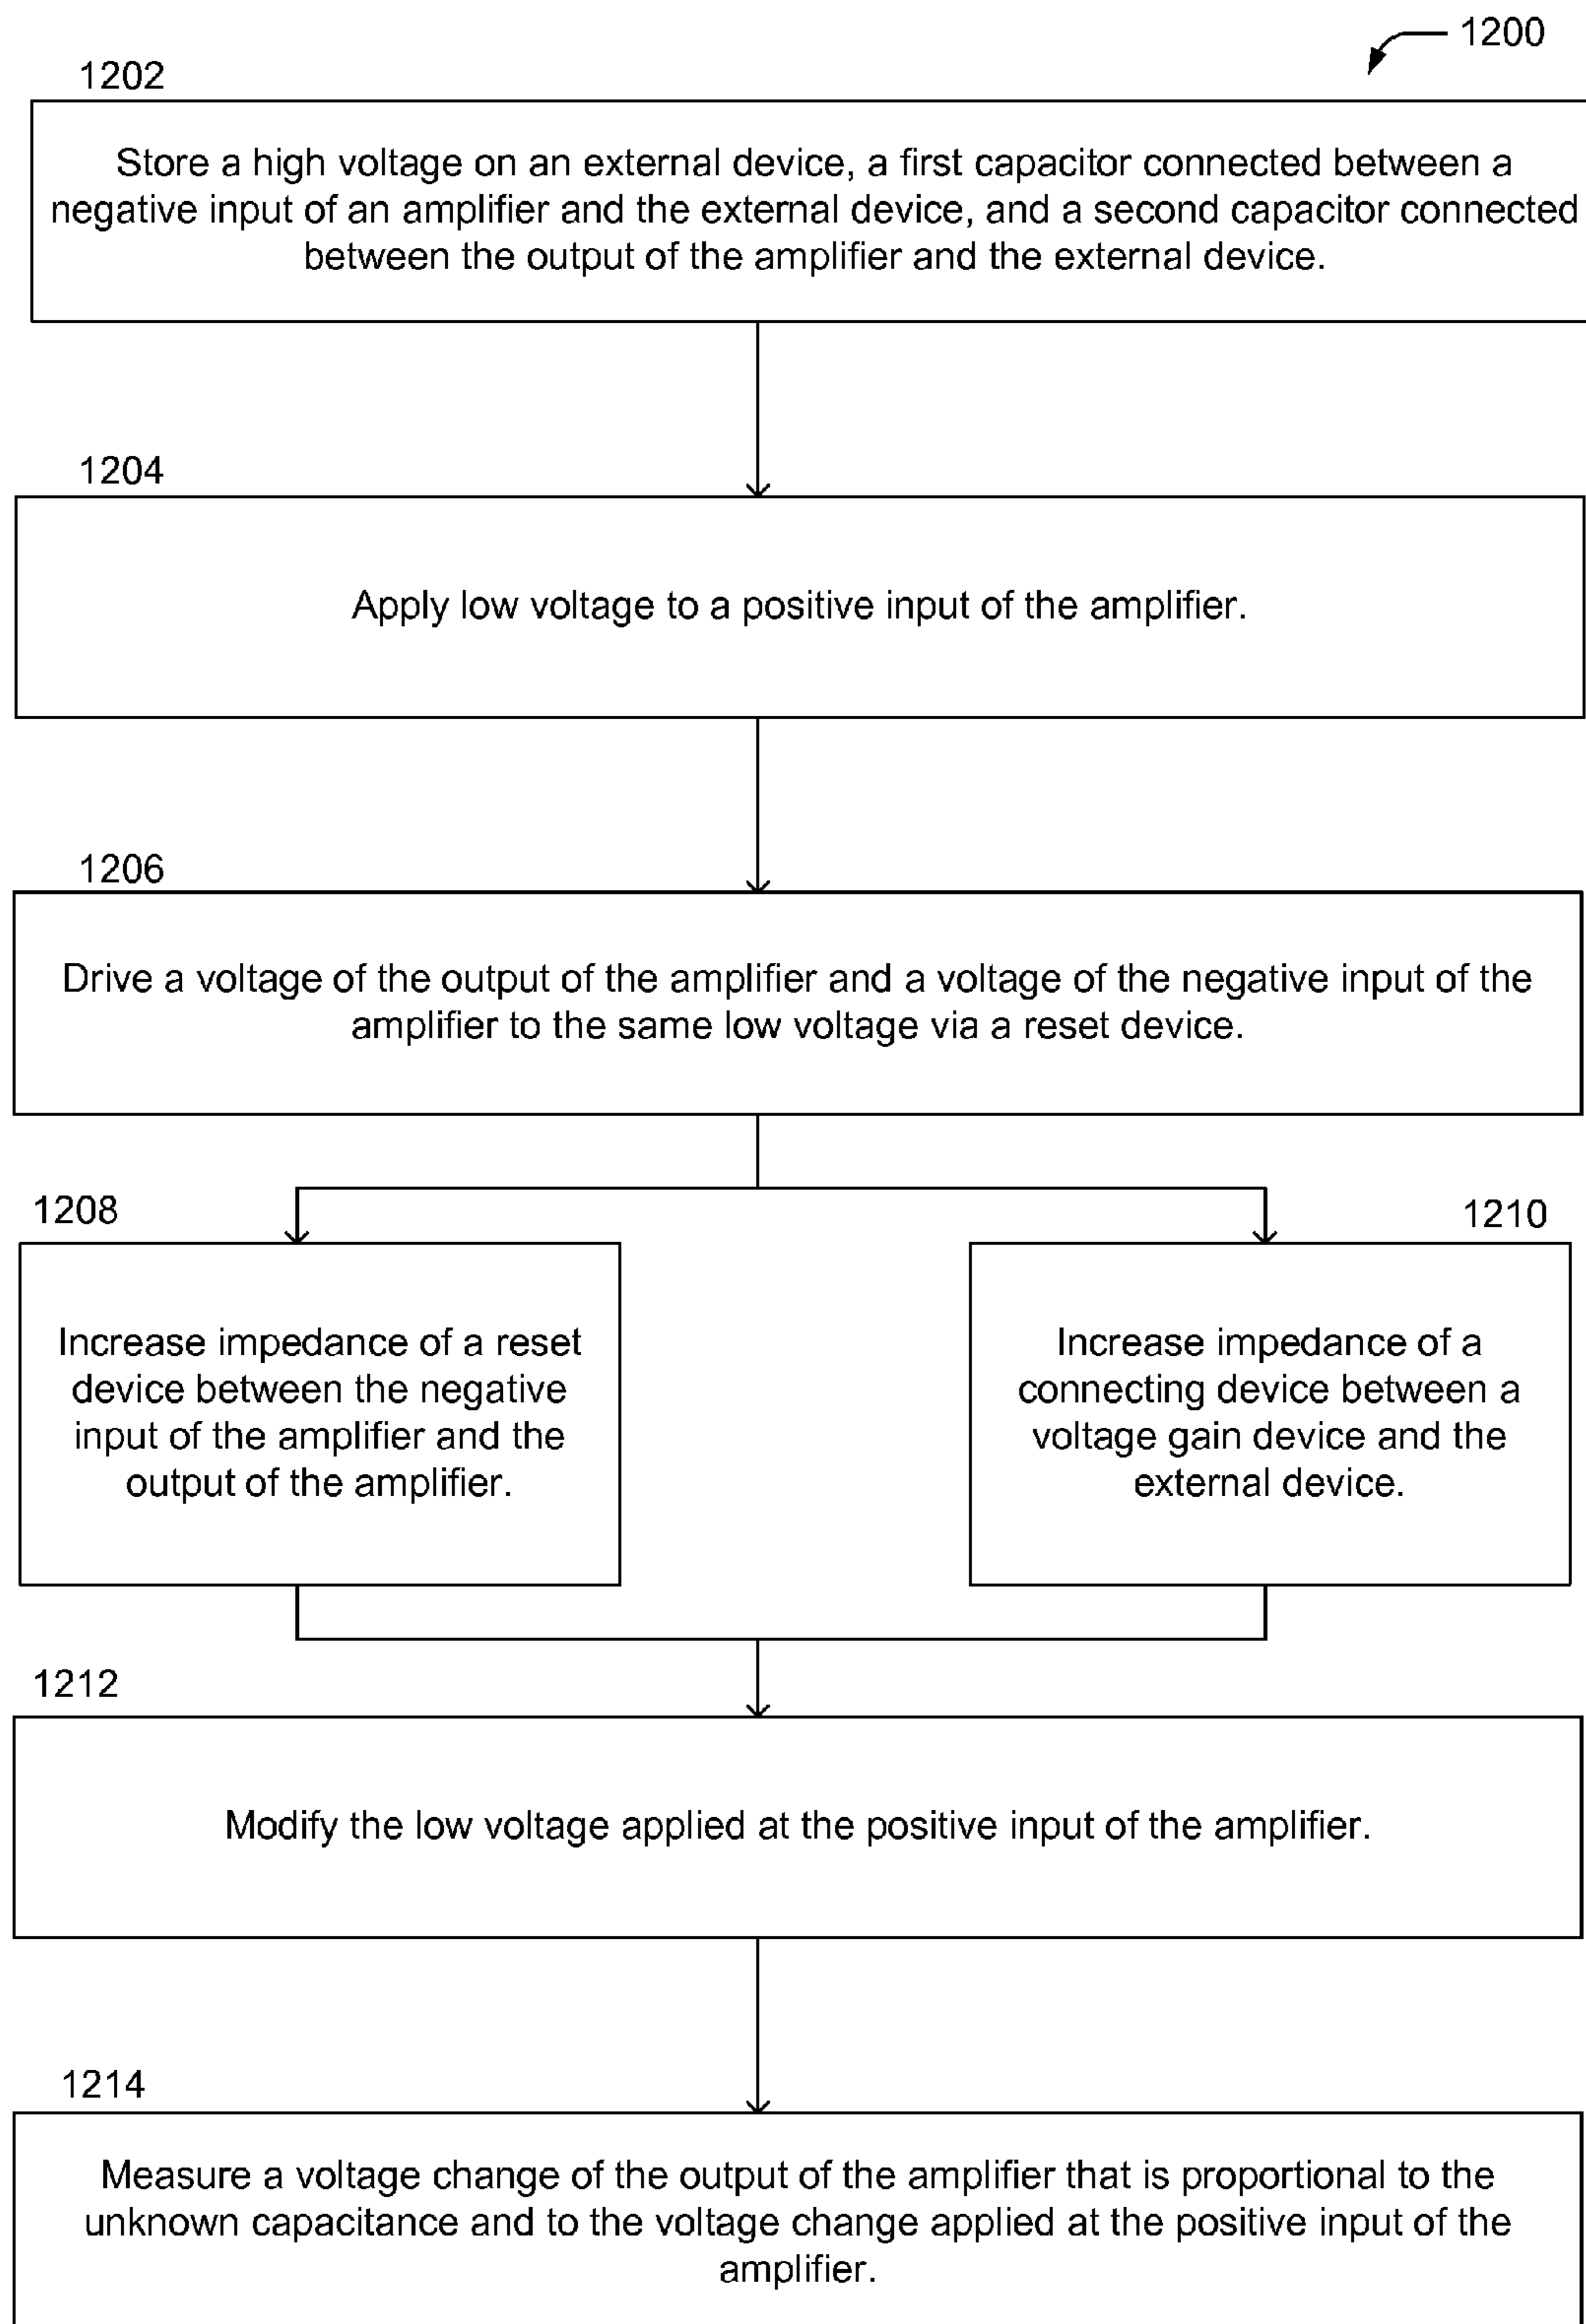 1200
1202
Store a high voltage on an external device, a first capacitor connected between a
negative input of an amplifier and the external device, and a second capacitor connected
between the output of the amplifier and the external device.
1204
Apply low voltage to a positive input of the amplifier.
1206
Drive a voltage of the output of the amplifier and a voltage of the negative input of the
amplifier to the same low voltage via a reset device.
1208
Increase impedance of a reset
device between the negative
input of the amplifier and the
output of the amplifier.
1210
Increase impedance of a
connecting device between a
voltage gain device and the
external device.
1212
Modify the low voltage applied at the positive input of the amplifier.
1214
Measure a voltage change of the output of the amplifier that is proportional to the
unknown capacitance and to the voltage change applied at the positive input of the
amplifier.